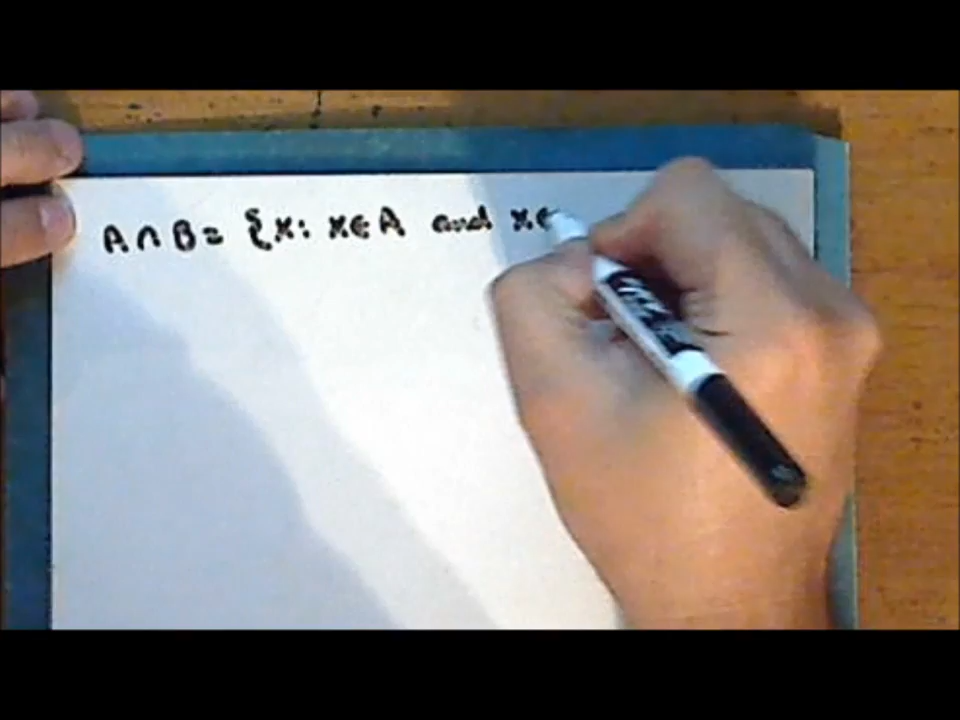 A ∩ B = {x: x∈A and x∈